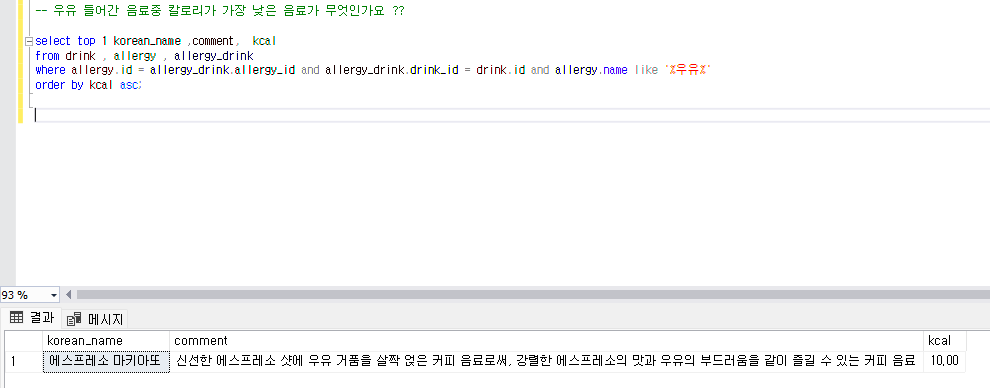 -- 우유 들어간 음료중 칼로리가 가장 낮은 음료가 무엇인가요 ??
select top 1 korean_name ,comment, kcal
from drink , allergy , allergy_drink
where allergy.id = allergy_drink.allergy_id and allergy_drink.drink_id = drink.id and allergy.name like '%우유%'
order by kcal asc;
93 %
결과 메시지
korean_name comment kcal
1 에스프레소 마키아또 신선한 에스프레소 샷에 우유 거품을 살짝 얹은 커피 음료로써, 강렬한 에스프레소의 맛과 우유의 부드러움을 같이 즐길 수 있는 커피 음료 10.00